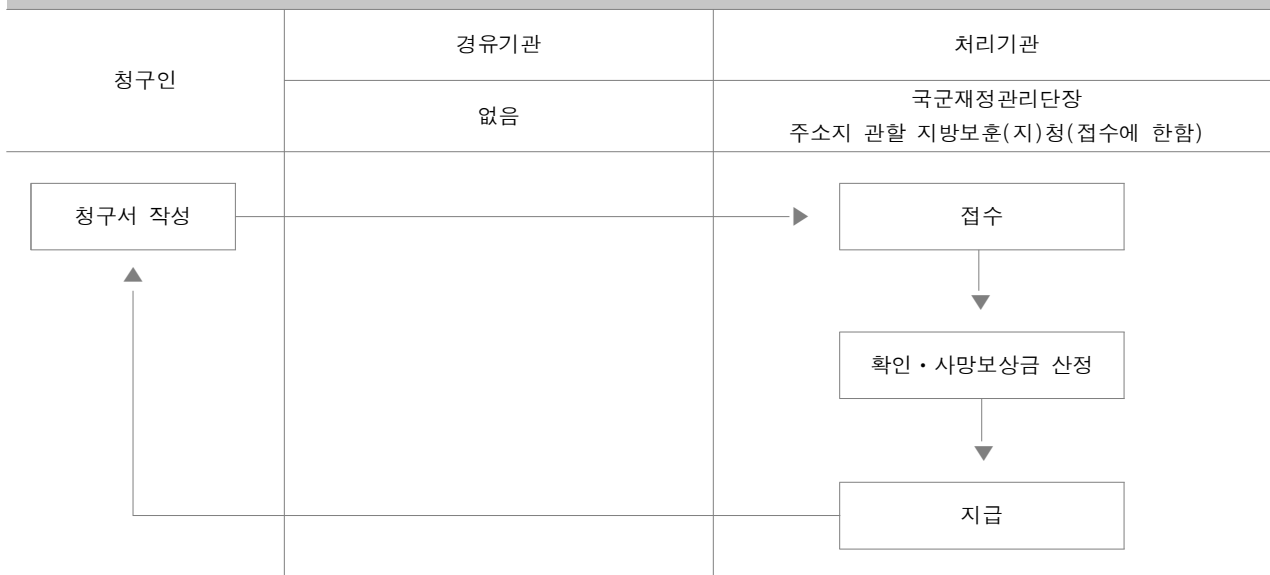 청구인
경유기관
처리기관
없음
국군재정관리단장
주소지 관할 지방보훈(지)청(접수에 한함)
청구서 작성
접수
확인・사망보상금 산정
지급